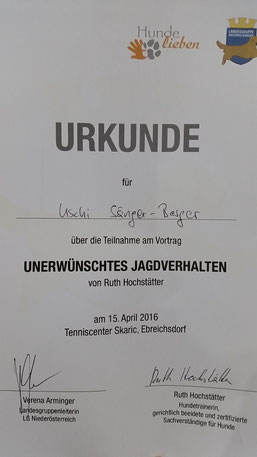 Hunde
lieben
URKUNDE
für
Uschi Sänger-
über die Teilnahme am Vortrag
UNERWÜNSCHTES JAGDVERHALTEN
von Ruth Hochstätter
am 15. April 2016
Tenniscenter Skaric, Ebreichsdorf
Ruth Hochstätter
Verena Arminger
Landesgruppenleiterin
LG Niederösterreich
Ruth Hochstätter
Hundetrainerin,
gerichtlich beeidete und zertifizierte
Sachverständige für Hunde